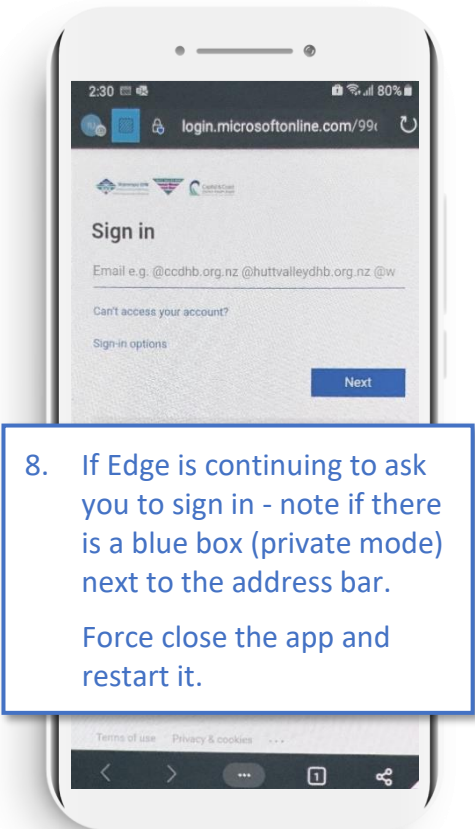 2:30 80%
login.microsoftonline.com/99
Sign in
Email e.g. @ccdhb.org.nz @huttvalleydhb.org.nz @w
Can't access your account?
Sign-in options
Next
8. If Edge is continuing to ask
you to sign in - note if there
is a blue box (private mode)
next to the address bar.
Force close the app and
restart it.
Terms of use Privacy & cookies ...
1